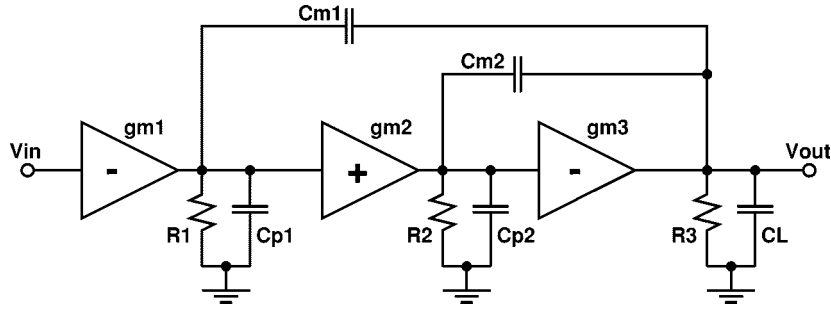 Cm1
Cm2
gm1
gm2
gm3
Vin
Vout
-
+
-
R1
Cp1
R2
Cp2
R3
CL